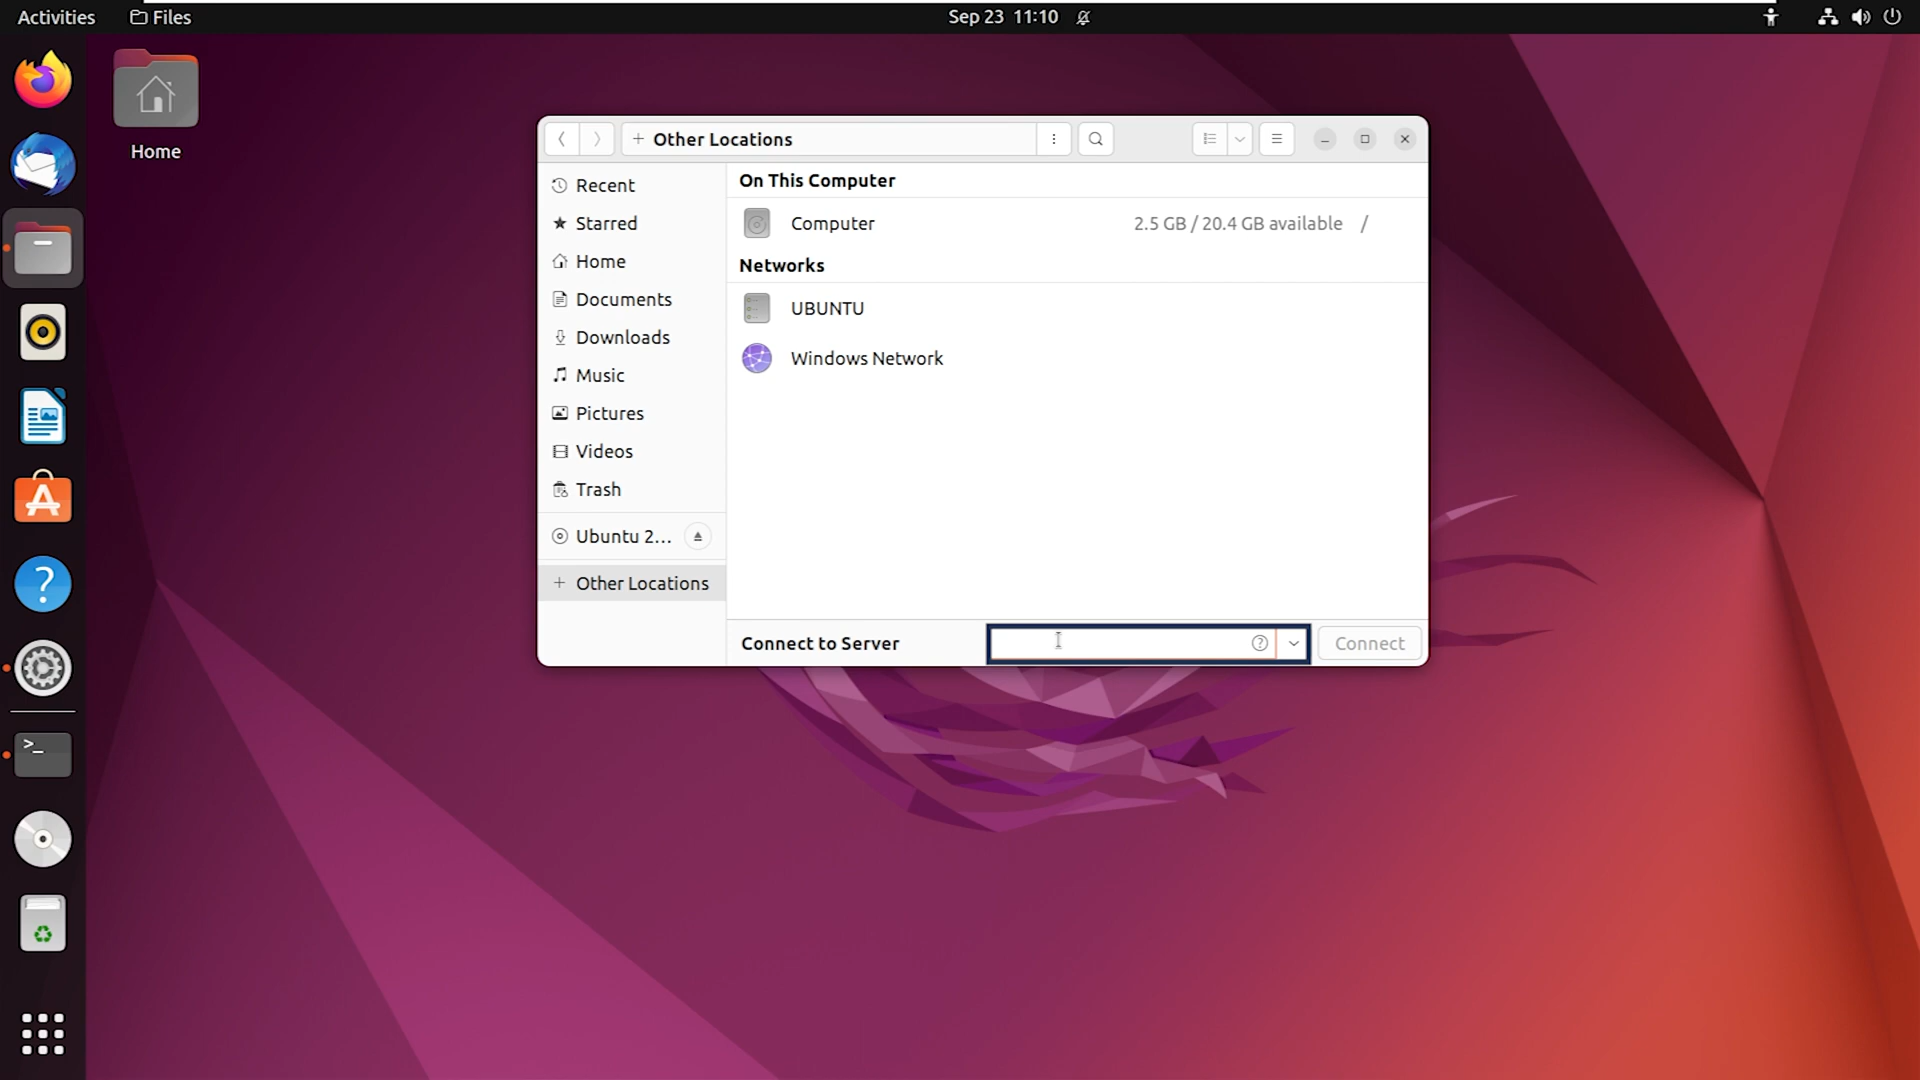 Activities Files Sep 23 11:10
Home
Other Locations
Recent
Starred
Home
Documents
Downloads
Music
Pictures
Videos
Trash
Ubuntu 2...
Other Locations
On This Computer
Computer 2.5 GB / 20.4 GB available /
Networks
UBUNTU
Windows Network
Connect to Server Connect